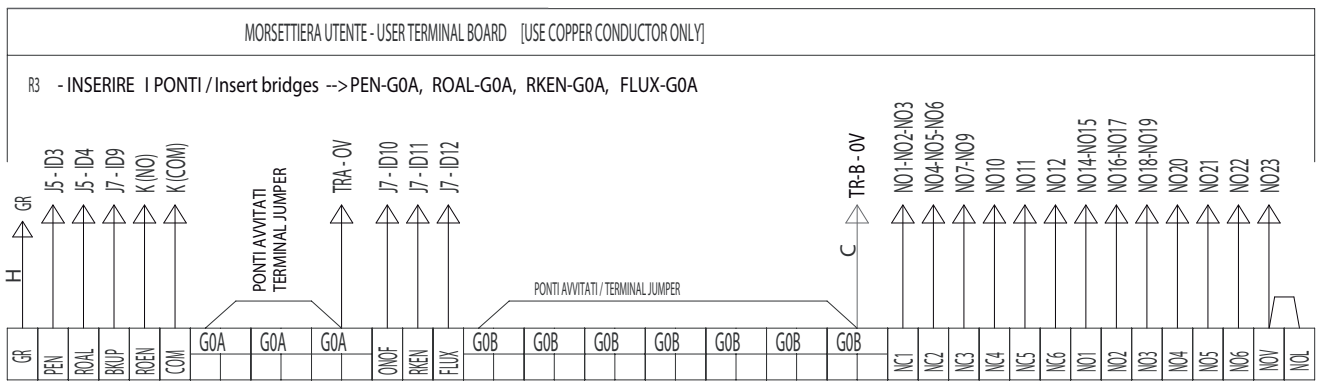 MORSETTIERA UTENTE - USER TERMINAL BOARD [USE COPPER CONDUCTOR ONLY]
R3 - INSERIRE I PONTI / Insert bridges --> PEN-G0A, ROAL-G0A, RKEN-G0A, FLUX-G0A
GR
J5 - ID3
J5 - ID4
J7 - ID9
K (NO)
K (COM)
PONTI AVVITATI
TERMINAL JUMPER
TRA - 0V
J7 - ID10
J7 - ID11
J7 - ID12
TR-B - 0V
NO1-NO2-NO3
NO4-NO5-NO6
NO7-NO9
NO10
NO11
NO12
NO14-NO15
NO16-NO17
NO18-NO19
NO20
NO21
NO22
NO23
H
C
PONTI AVVITATI / TERMINAL JUMPER
GR
PEN
ROAL
BKUP
ROEN
COM
G0A
G0A
G0A
ONOF
RKEN
FLUX
G0B
G0B
G0B
G0B
G0B
G0B
G0B
NC1
NC2
NC3
NC4
NC5
NC6
NO1
NO2
NO3
NO4
NO5
NO6
NOV
NOL